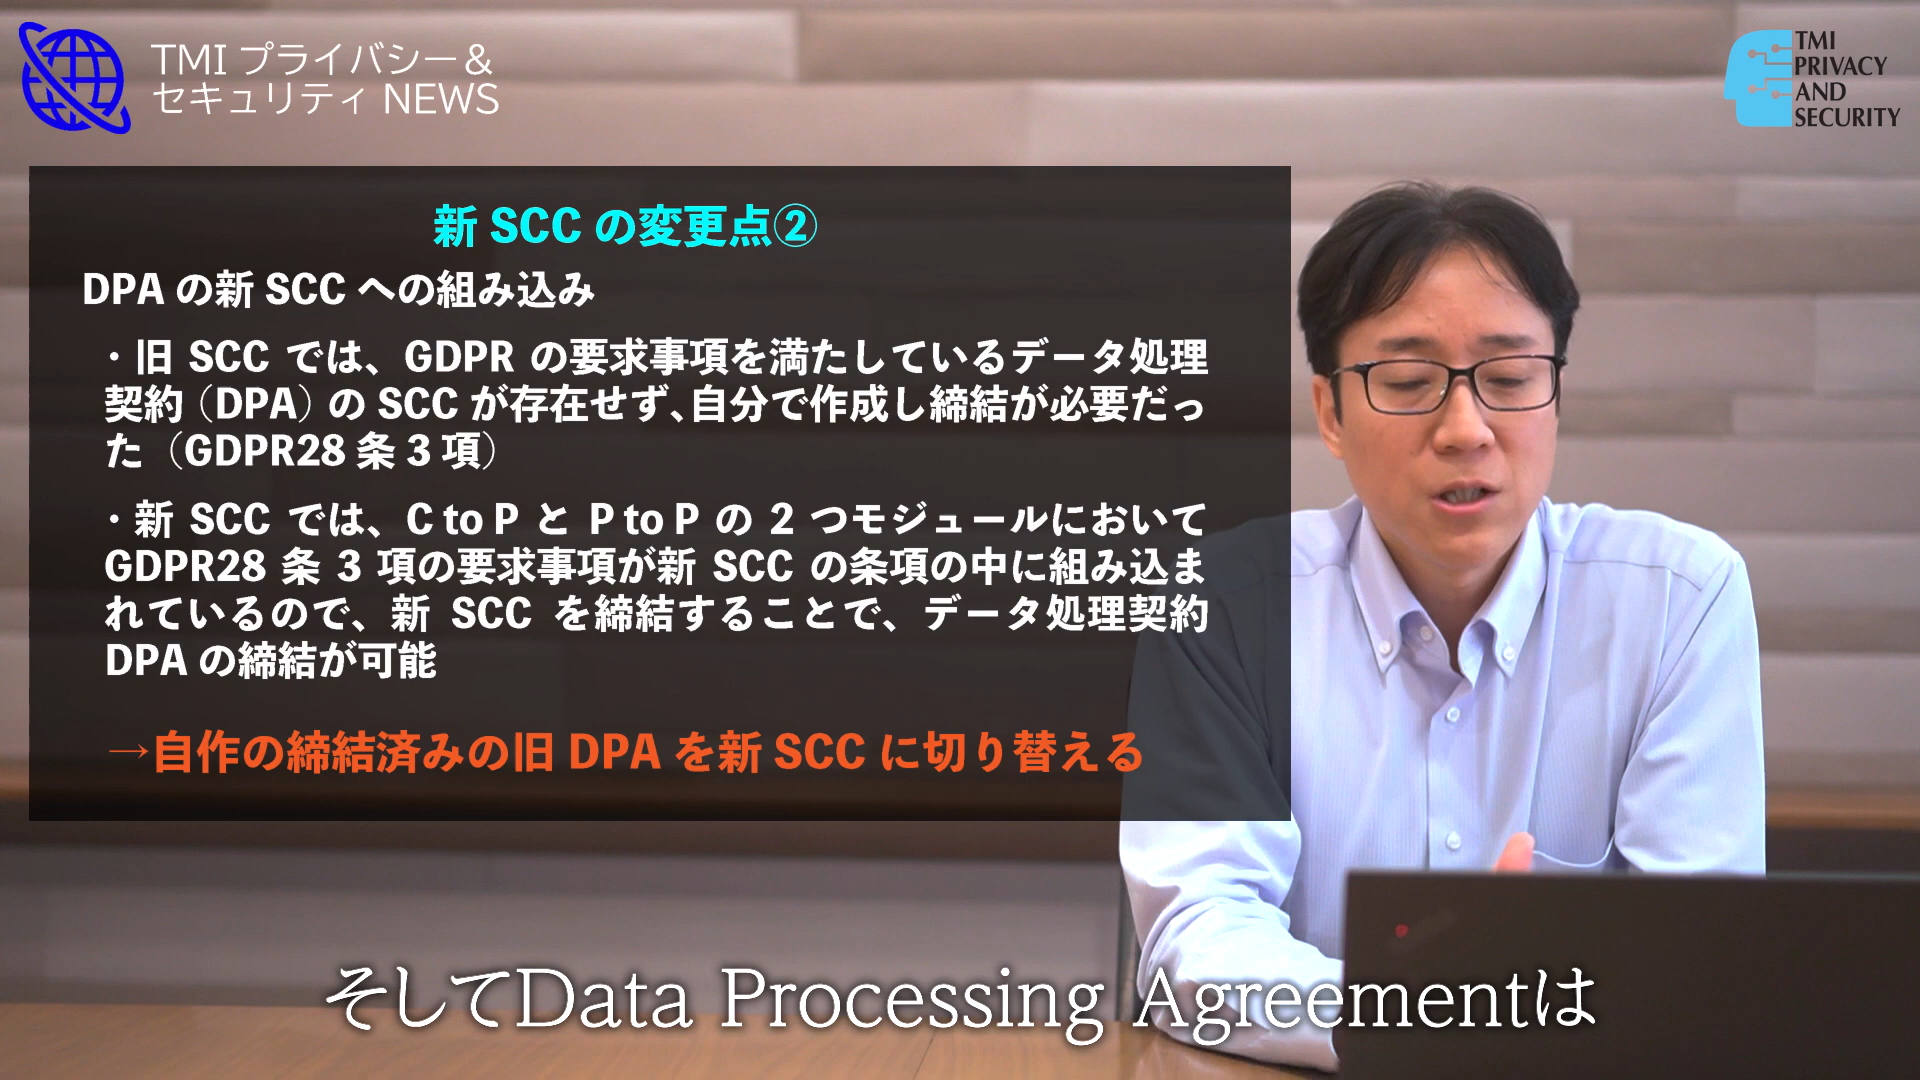 TMI プライバシー＆
セキュリティ NEWS
TMI
PRIVACY
AND
SECURITY
新 SCC の変更点②
DPA の新 SCC への組み込み
・旧 SCC では、GDPR の要求事項を満たしているデータ処理
契約（DPA）の SCC が存在せず、自分で作成し締結が必要だっ
た（GDPR28 条 3 項）
・新 SCC では、C to P と P to P の 2 つモジュールにおいて
GDPR28 条 3 項の要求事項が新 SCC の条項の中に組み込ま
れているので、新 SCC を締結することで、データ処理契約
DPA の締結が可能
→自作の締結済みの旧 DPA を新 SCC に切り替える
そしてData Processing Agreementは